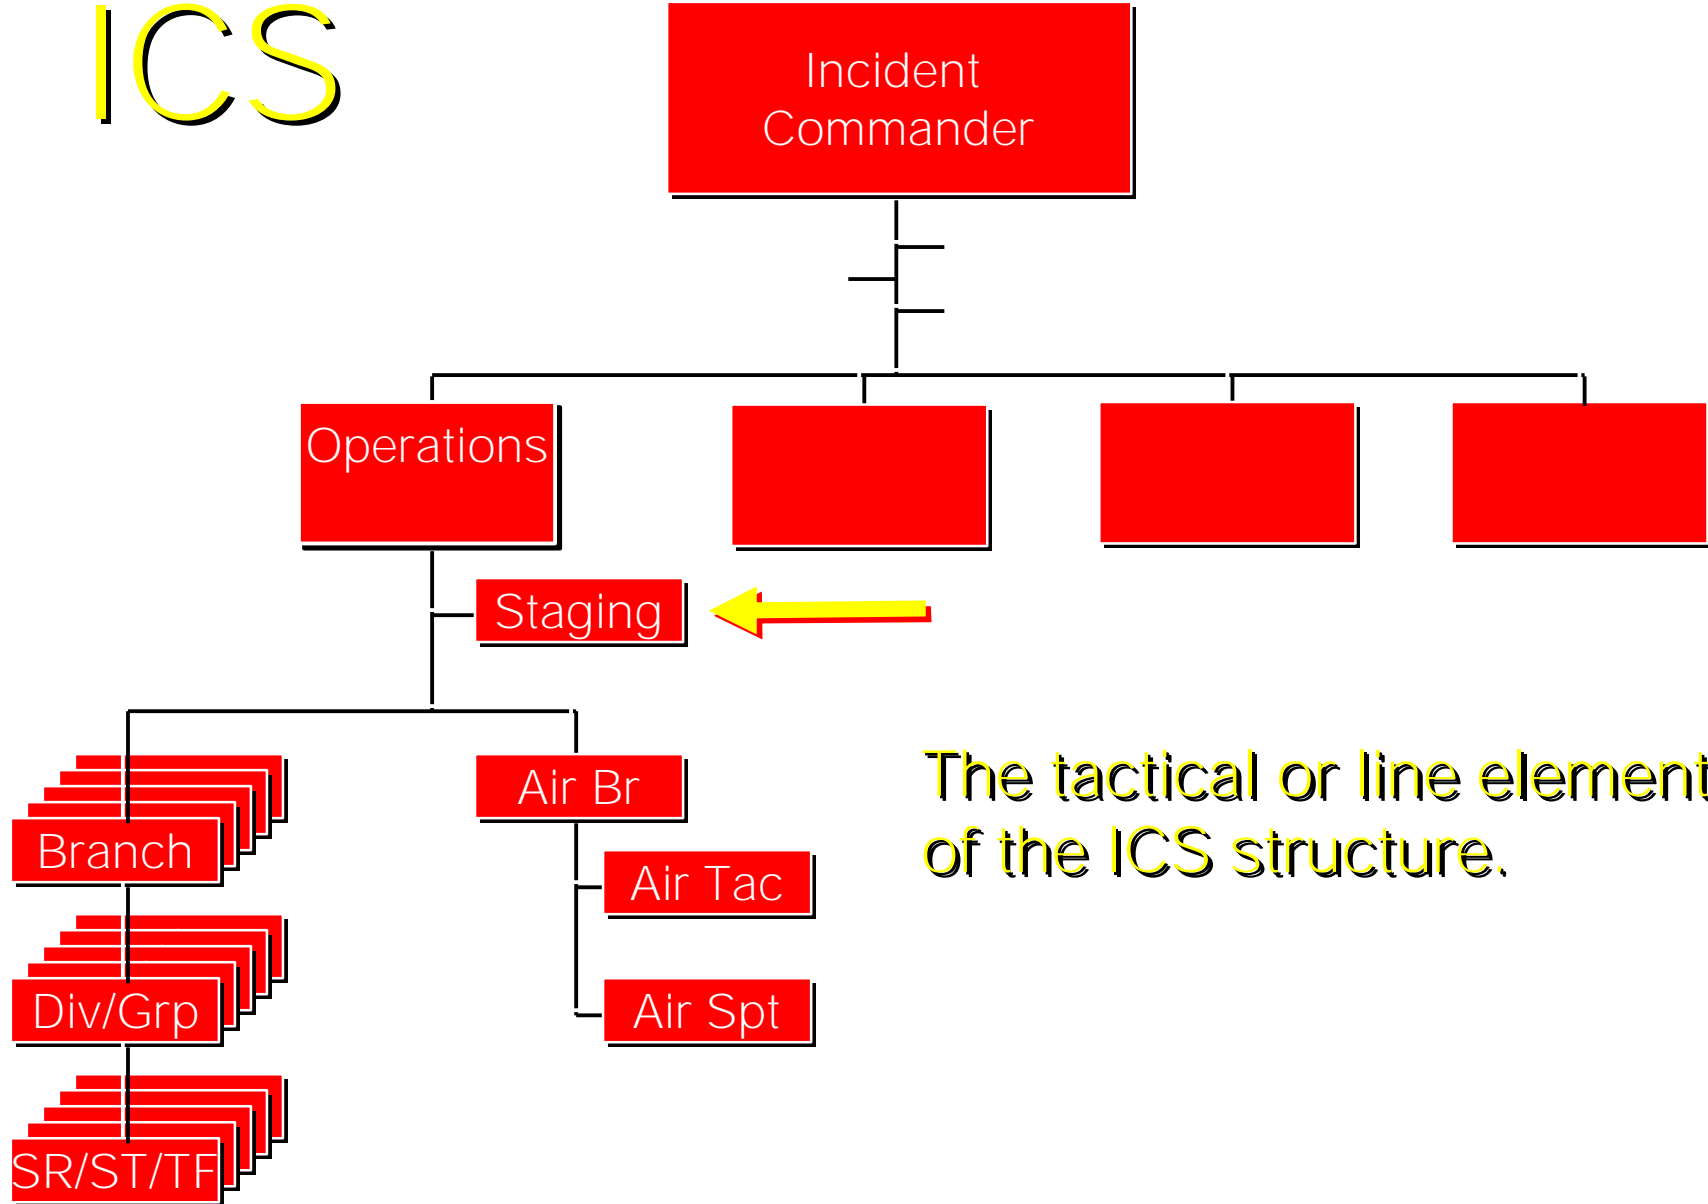 ICS
Incident
Commander
Operations
Staging
The tactical or line element
of the ICS structure.
Branch
Air Br
Air Tac
Div/Grp
Air Spt
SR/ST/TF